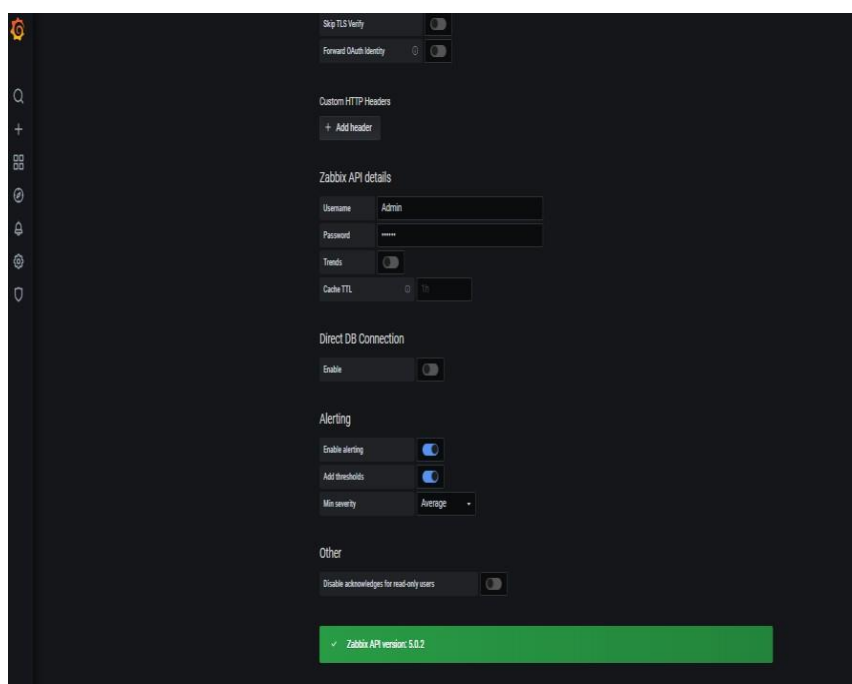 Skip TLS Verify
Forward OAuth Identity
Custom HTTP Headers
+ Add header
Zabbix API details
Username Admin
Password ••••••
Trends
Cache TTL 1h
Direct DB Connection
Enable
Alerting
Enable alerting
Add thresholds
Min severity Average
Other
Disable acknowledges for read-only users
Zabbix API version: 5.0.2